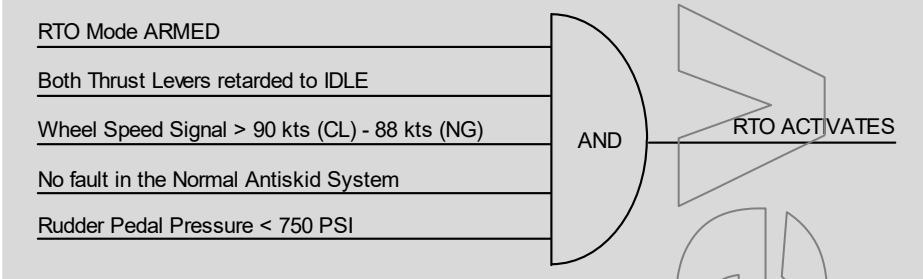 RTO Mode ARMED
Both Thrust Levers retarded to IDLE
Wheel Speed Signal > 90 kts (CL) - 88 kts (NG)
No fault in the Normal Antiskid System
Rudder Pedal Pressure < 750 PSI
AND
RTO ACTIVATES